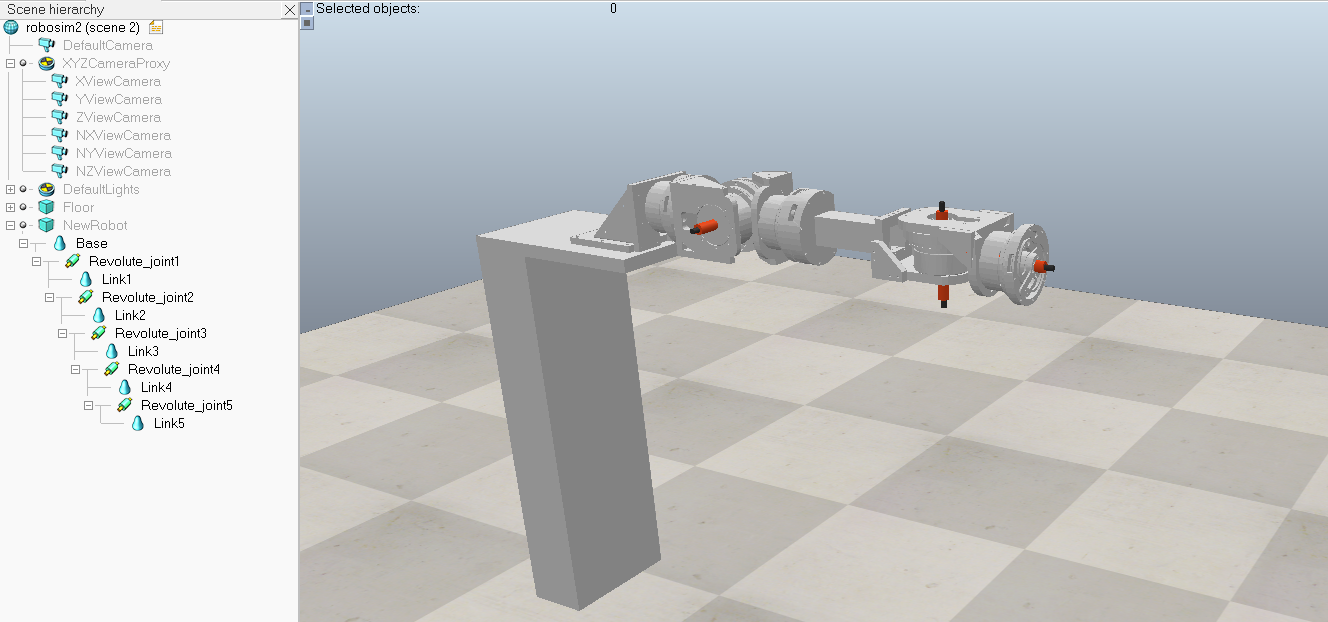 Scene hierarchy
Selected objects: 0
robosim2 (scene 2)
DefaultCamera
XYZCameraProxy
XViewCamera
YViewCamera
ZViewCamera
NXViewCamera
NYViewCamera
NZViewCamera
DefaultLights
Floor
NewRobot
Base
Revolute_joint1
Link1
Revolute_joint2
Link2
Revolute_joint3
Link3
Revolute_joint4
Link4
Revolute_joint5
Link5